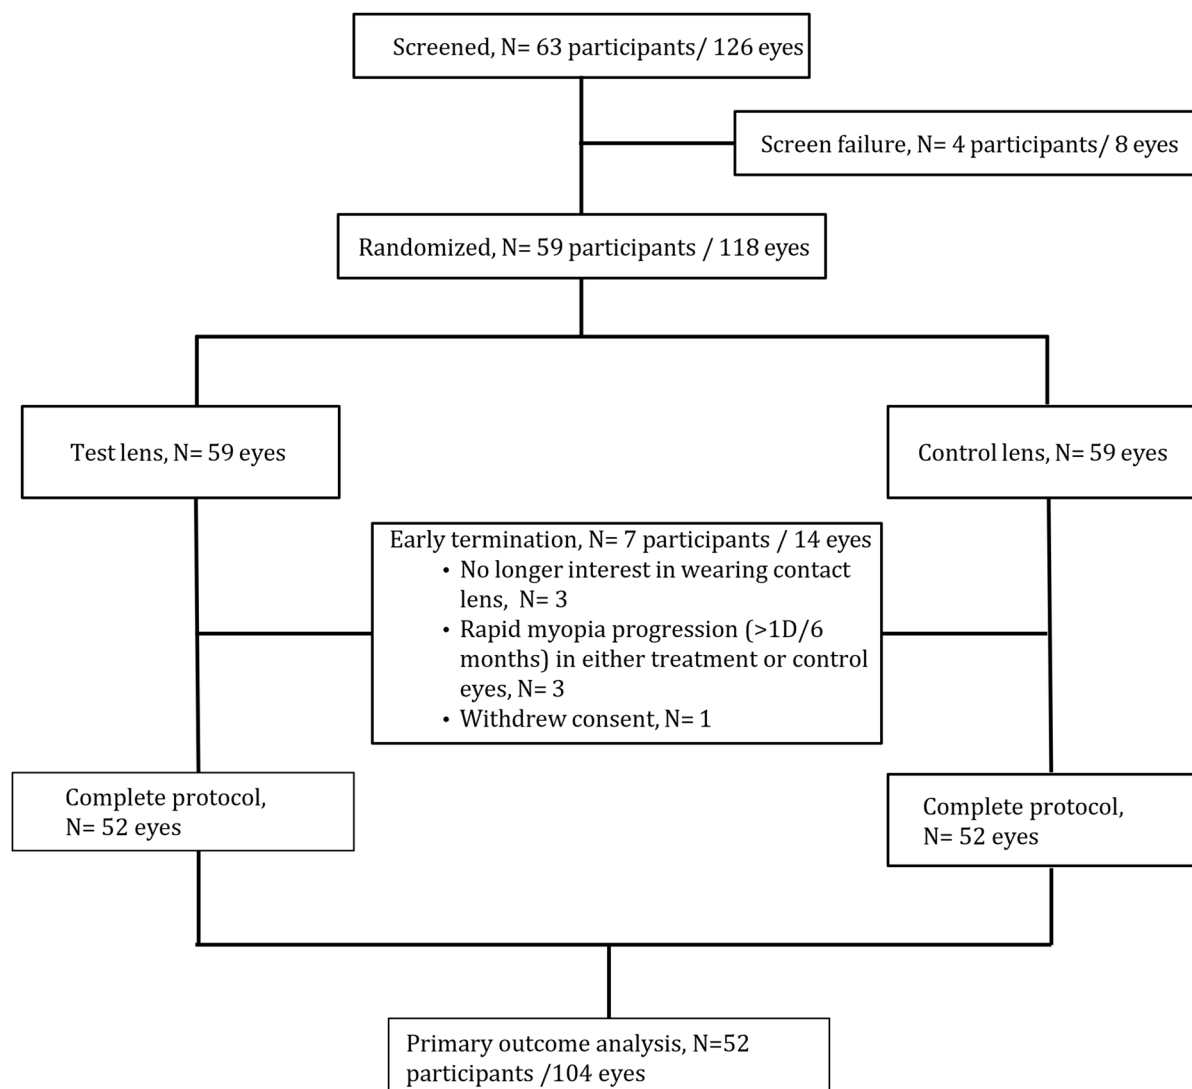 Screened, N= 63 participants/ 126 eyes
Screen failure, N= 4 participants/ 8 eyes
Randomized, N= 59 participants / 118 eyes
Test lens, N= 59 eyes
Control lens, N= 59 eyes
Early termination, N= 7 participants / 14 eyes
• No longer interest in wearing contact
lens,  N= 3
• Rapid myopia progression (>1D/6
months) in either treatment or control
eyes, N= 3
• Withdrew consent, N= 1
Complete protocol,
N= 52 eyes
Complete protocol,
N= 52 eyes
Primary outcome analysis, N=52
participants /104 eyes